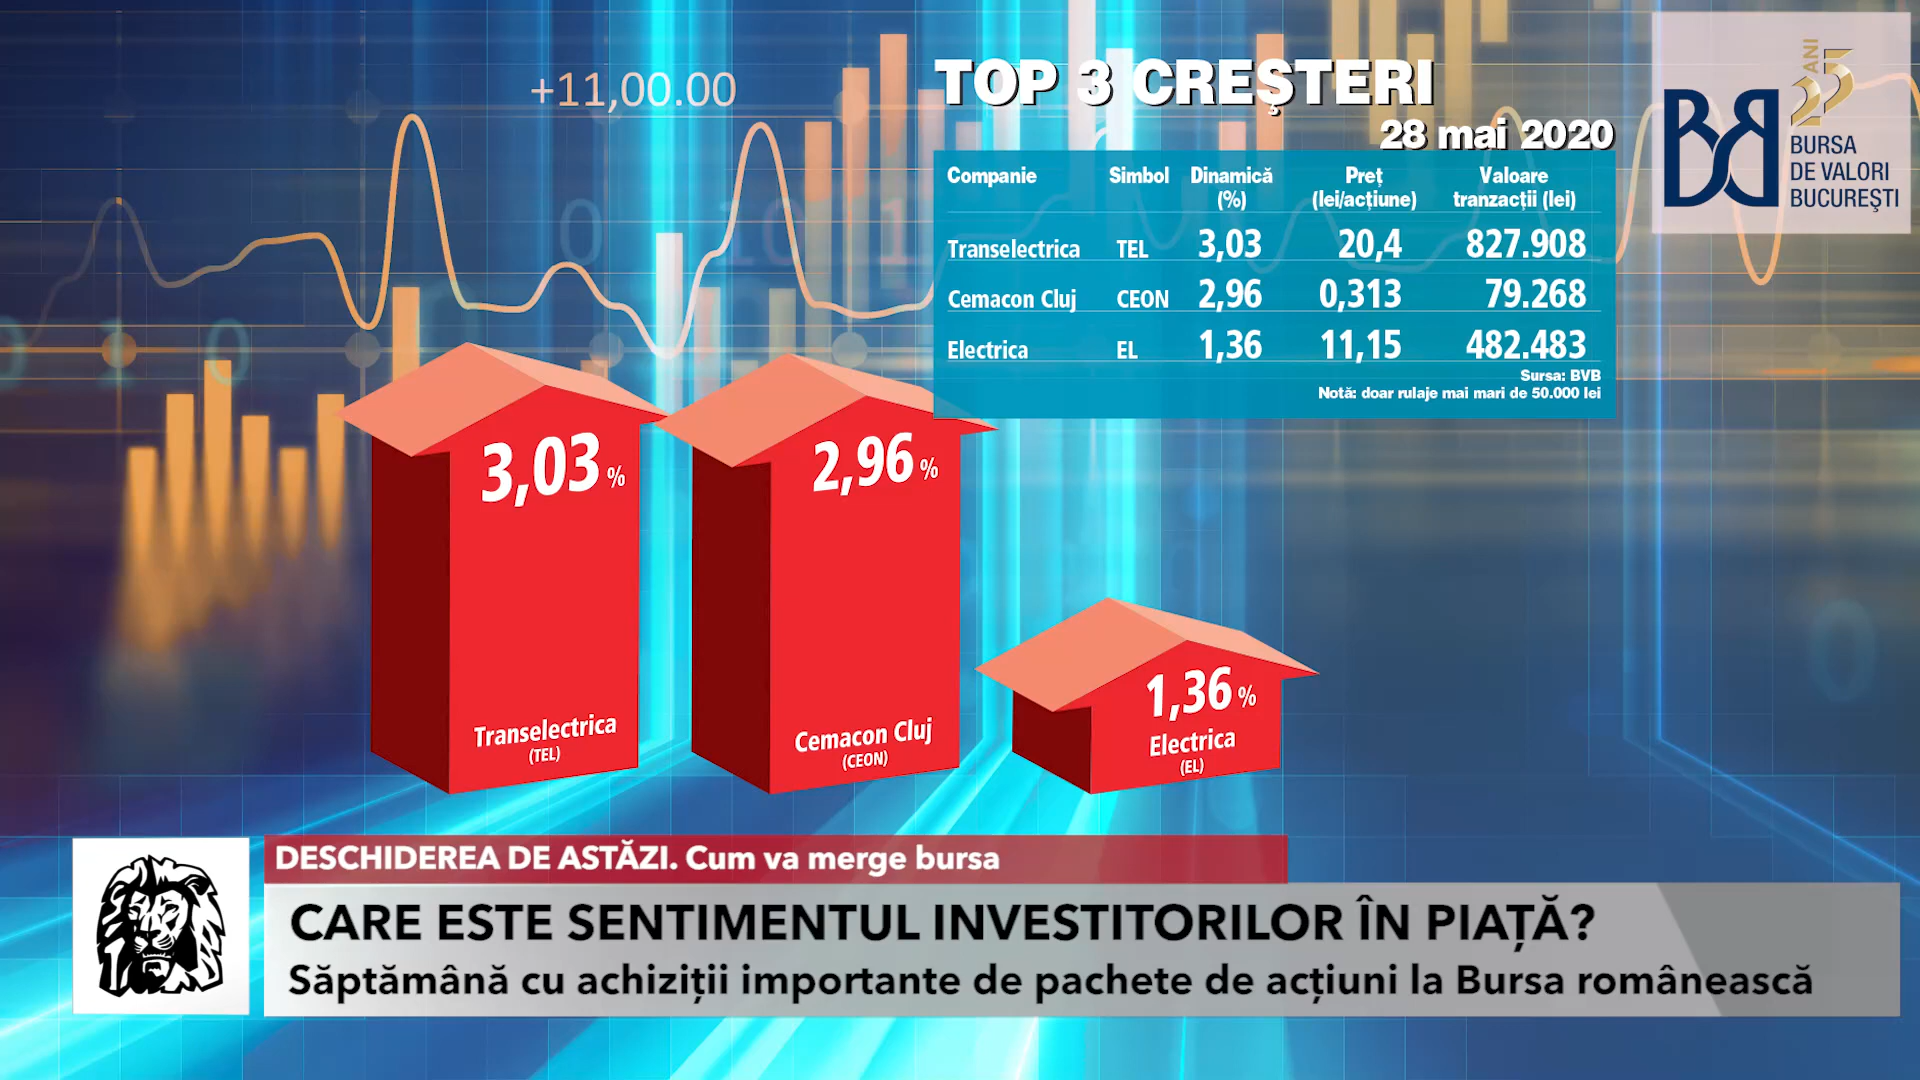 +11,00.00
TOP 3 CREȘTERI
28 mai 2020
25 ANI
BURSA
DE VALORI
BUCUREȘTI
Companie Simbol Dinamică (%) Preț (lei/acțiune) Valoare tranzacții (lei)
Transelectrica TEL 3,03 20,4 827.908
Cemacon Cluj CEON 2,96 0,313 79.268
Electrica EL 1,36 11,15 482.483
Sursa: BVB
Notă: doar rulaje mai mari de 50.000 lei
3,03 %
Transelectrica
(TEL)
2,96 %
Cemacon Cluj
(CEON)
1,36 %
Electrica
(EL)
DESCHIDEREA DE ASTĂZI. Cum va merge bursa
CARE ESTE SENTIMENTUL INVESTITORILOR ÎN PIAȚĂ?
Săptămână cu achiziții importante de pachete de acțiuni la Bursa românească